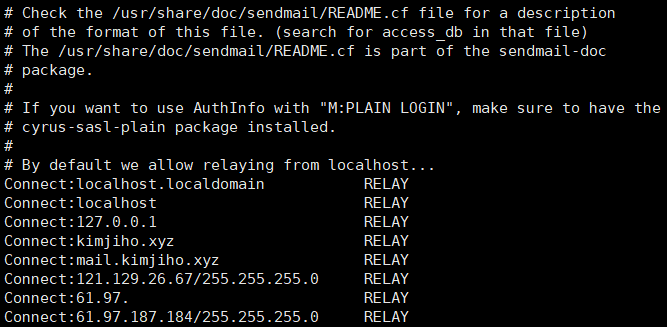 # Check the /usr/share/doc/sendmail/README.cf file for a description
# of the format of this file. (search for access_db in that file)
# The /usr/share/doc/sendmail/README.cf is part of the sendmail-doc
# package.
#
# If you want to use AuthInfo with "M:PLAIN LOGIN", make sure to have the
# cyrus-sasl-plain package installed.
#
# By default we allow relaying from localhost...
Connect:localhost.localdomain           RELAY
Connect:localhost                       RELAY
Connect:127.0.0.1                       RELAY
Connect:kimjiho.xyz                     RELAY
Connect:mail.kimjiho.xyz                RELAY
Connect:121.129.26.67/255.255.255.0     RELAY
Connect:61.97.                          RELAY
Connect:61.97.187.184/255.255.255.0     RELAY